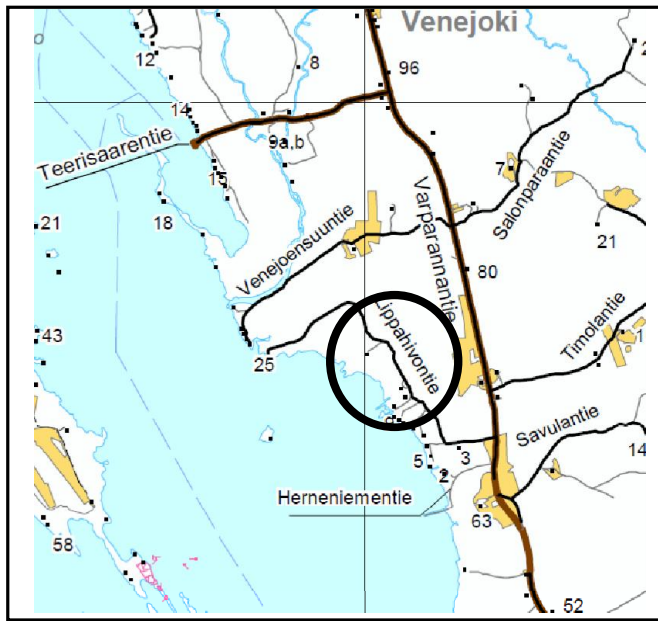 Venejoki
12
8
96
14
9a,b
Teerisaarentie
15
7
Salonparaantie
18
21
21
Venejoensuuntie
Varparannantie
80
43
25
Lippahivontie
Timolantie
1
Savulantie
5
3
14
2
Herneniementie
63
58
52